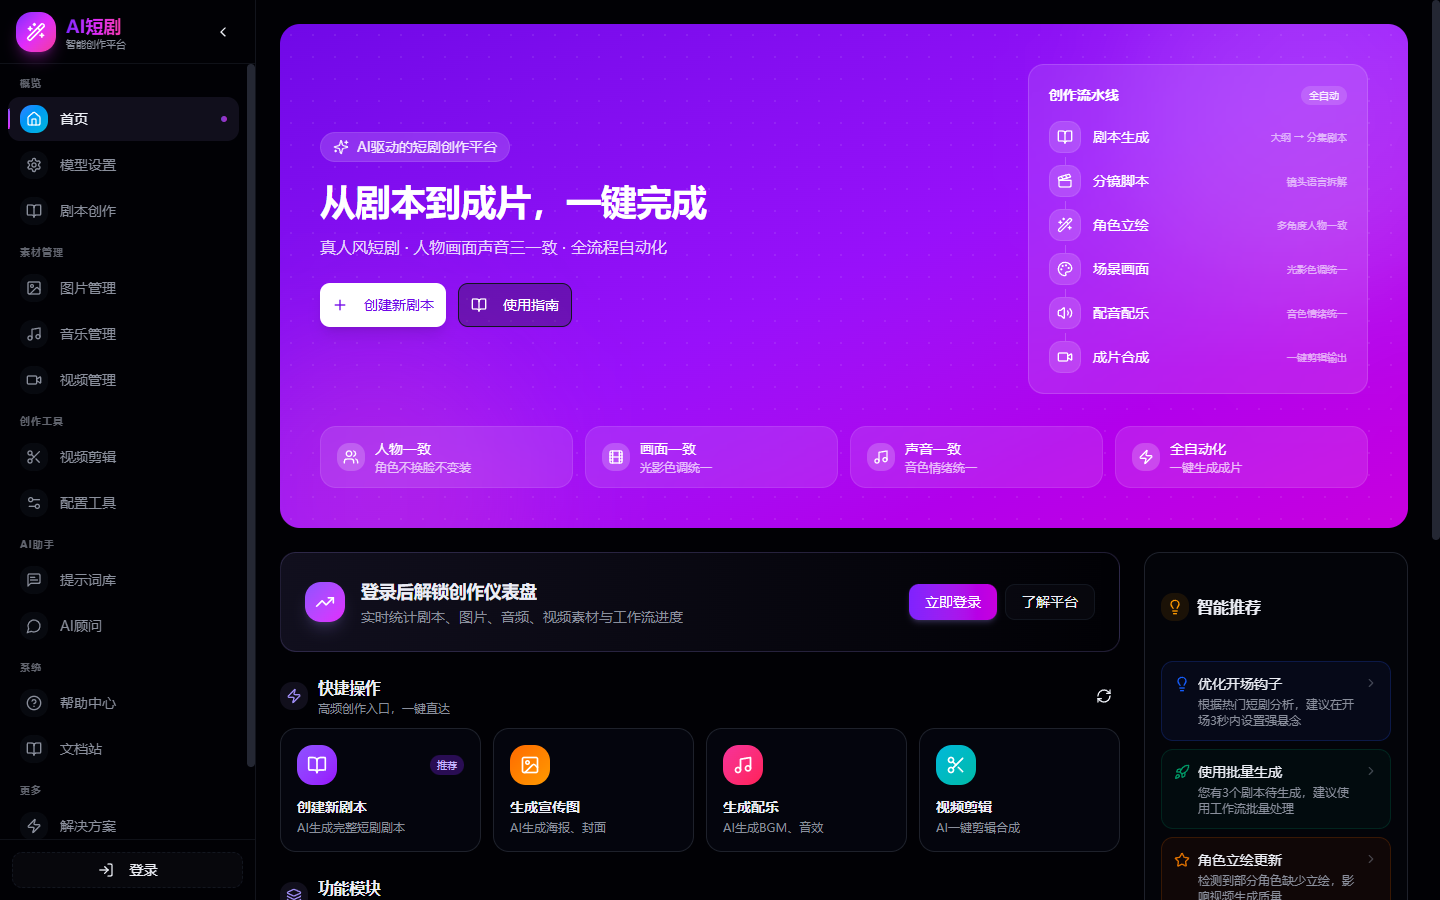 AI短剧
智能创作平台
概览
首页
模型设置
剧本创作
素材管理
图片管理
音乐管理
视频管理
创作工具
视频剪辑
配置工具
AI助手
提示词库
AI顾问
系统
帮助中心
文档站
更多
解决方案
登录
AI驱动的短剧创作平台
从剧本到成片，一键完成
真人风短剧 · 人物画面声音三一致 · 全流程自动化
创建新剧本
使用指南
创作流水线
全自动
剧本生成
大纲 → 分集剧本
分镜脚本
镜头语言拆解
角色立绘
多角度人物一致
场景画面
光影色调统一
配音配乐
音色情绪统一
成片合成
一键剪辑输出
人物一致
角色不换脸不变装
画面一致
光影色调统一
声音一致
音色情绪统一
全自动化
一键生成成片
登录后解锁创作仪表盘
实时统计剧本、图片、音频、视频素材与工作流进度
立即登录
了解平台
快捷操作
高频创作入口，一键直达
创建新剧本
推荐
AI生成完整短剧剧本
生成宣传图
AI生成海报、封面
生成配乐
AI生成BGM、音效
视频剪辑
AI一键剪辑合成
功能模块
智能推荐
优化开场钩子
根据热门短剧分析，建议在开
场3秒内设置强悬念
使用批量生成
您有3个剧本待生成，建议使
用工作流批量处理
角色立绘更新
检测到部分角色缺少立绘，影
响视频生成质量